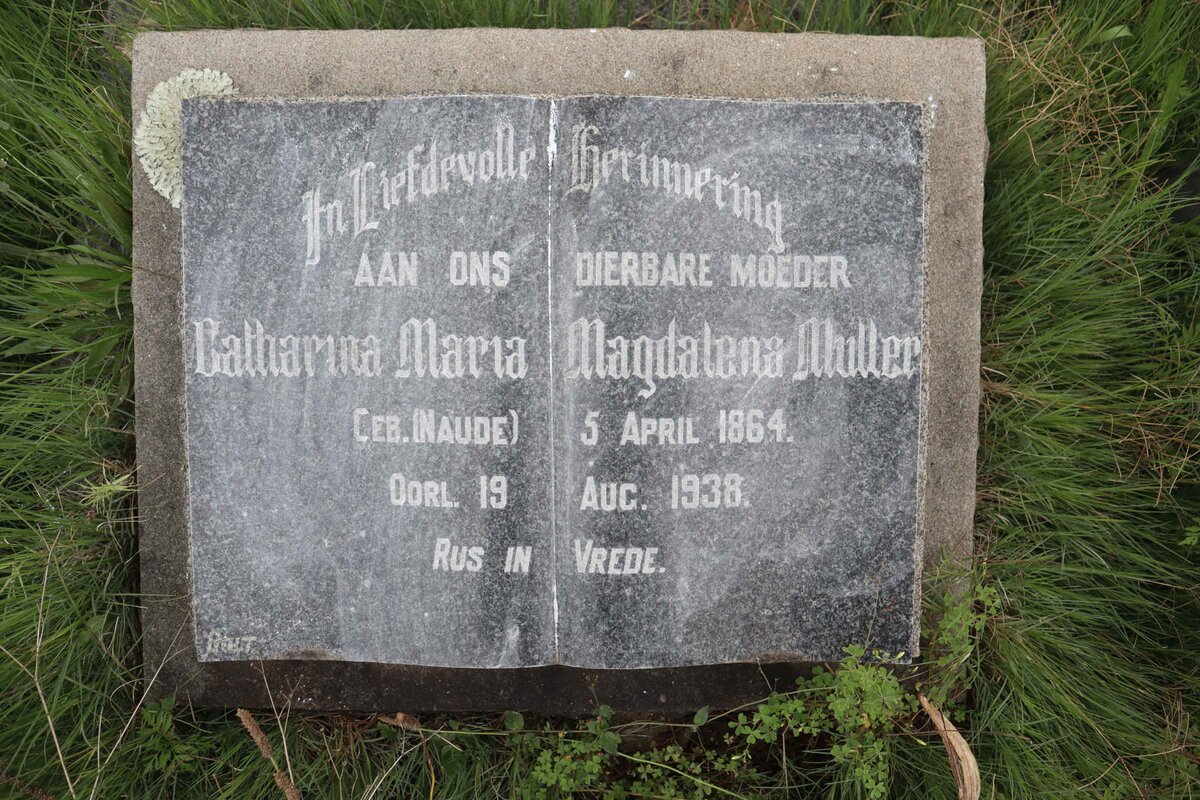 In Liefdevolle Herinnering
AAN ONS DIERBARE MOEDER
Catharina Maria Magdalena Muller
GEB. (NAUDE) 5 APRIL 1864.
OORL. 19 AUG. 1938.
RUS IN VREDE.